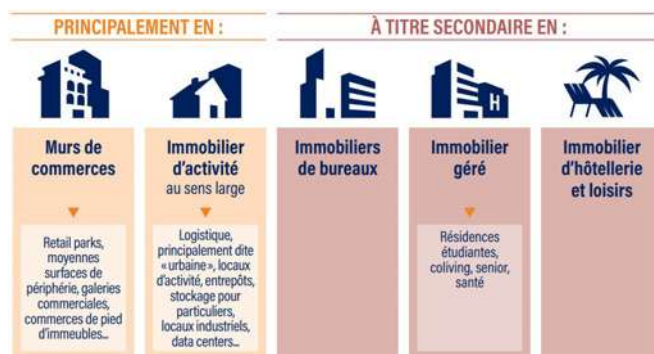 PRINCIPALEMENT EN :
À TITRE SECONDAIRE EN :
H
Murs de
commerces
Retail parks,
moyennes
surfaces de
périphérie, galeries
commerciales,
commerces de pied
d'immeubles...
Immobilier
d'activité
au sens large
Logistique,
principalement dite
« urbaine », locaux
d'activité, entrepôts,
stockage pour
particuliers,
locaux industriels,
data centers...
Immobiliers
de bureaux
Immobilier
géré
Résidences
étudiantes,
coliving, senior,
santé
Immobilier
d'hôtellerie
et loisirs